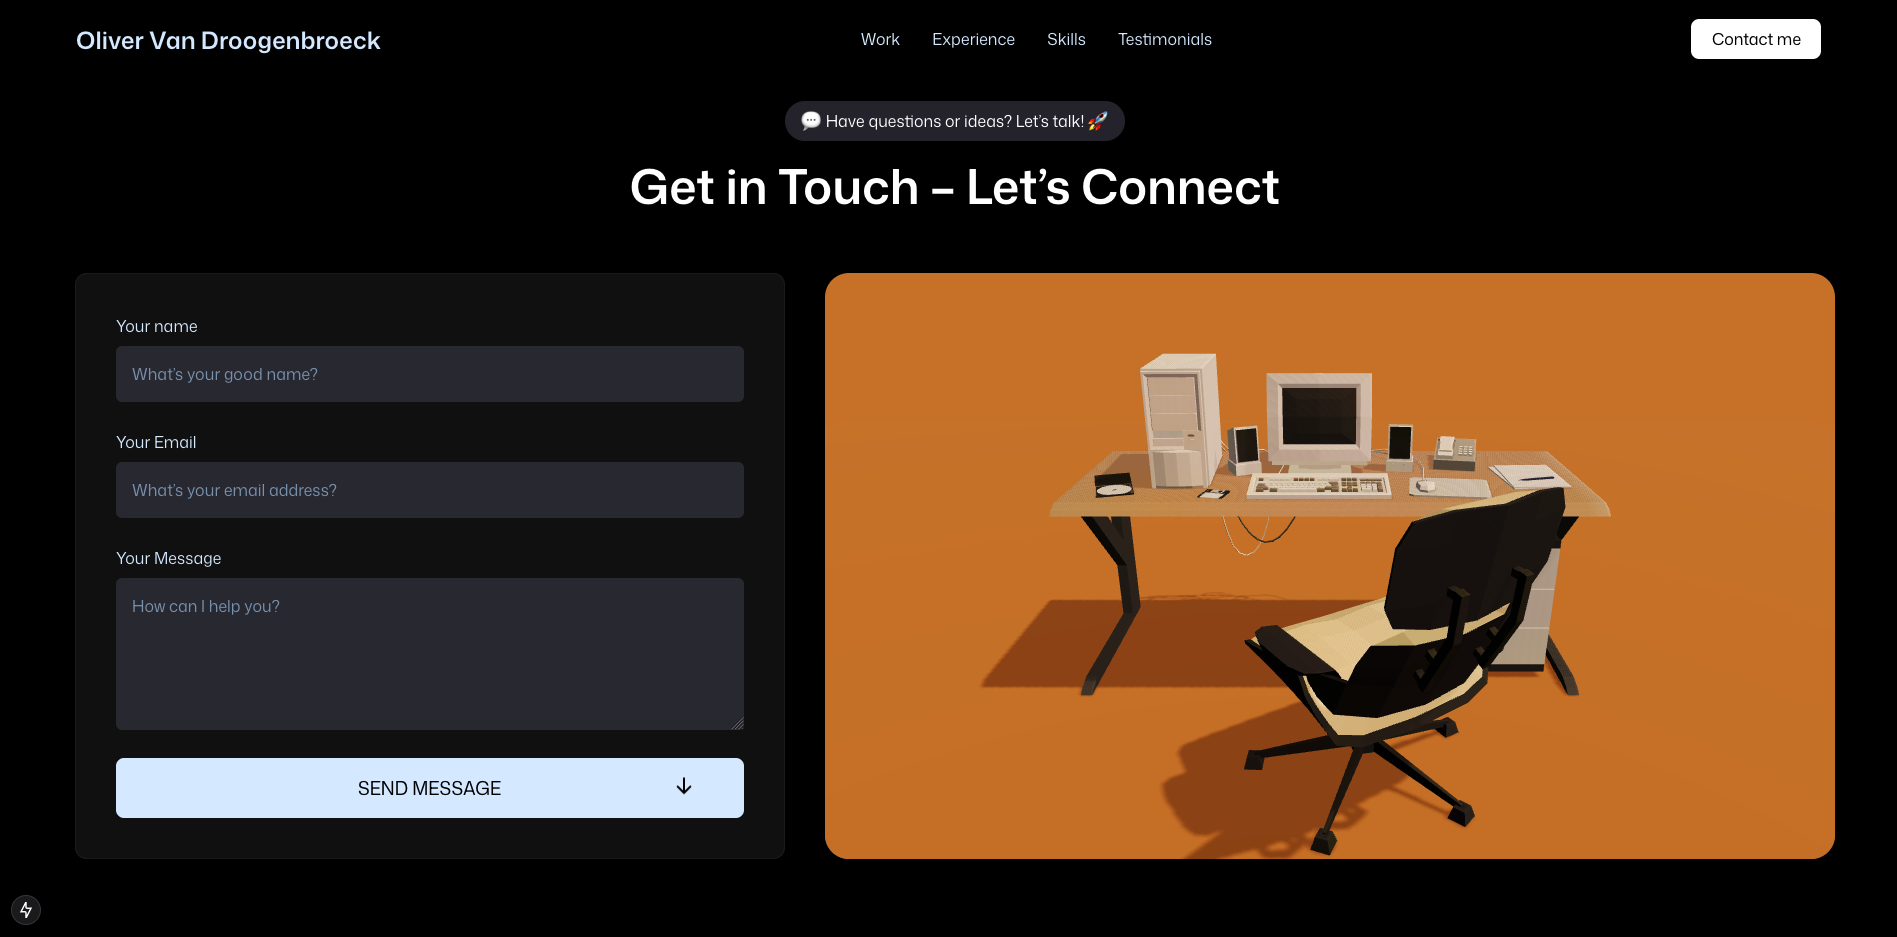 Oliver Van Droogenbroeck
Work
Experience
Skills
Testimonials
Contact me
💬 Have questions or ideas? Let’s talk! 🚀
Get in Touch – Let’s Connect
Your name
What’s your good name?
Your Email
What’s your email address?
Your Message
How can I help you?
SEND MESSAGE